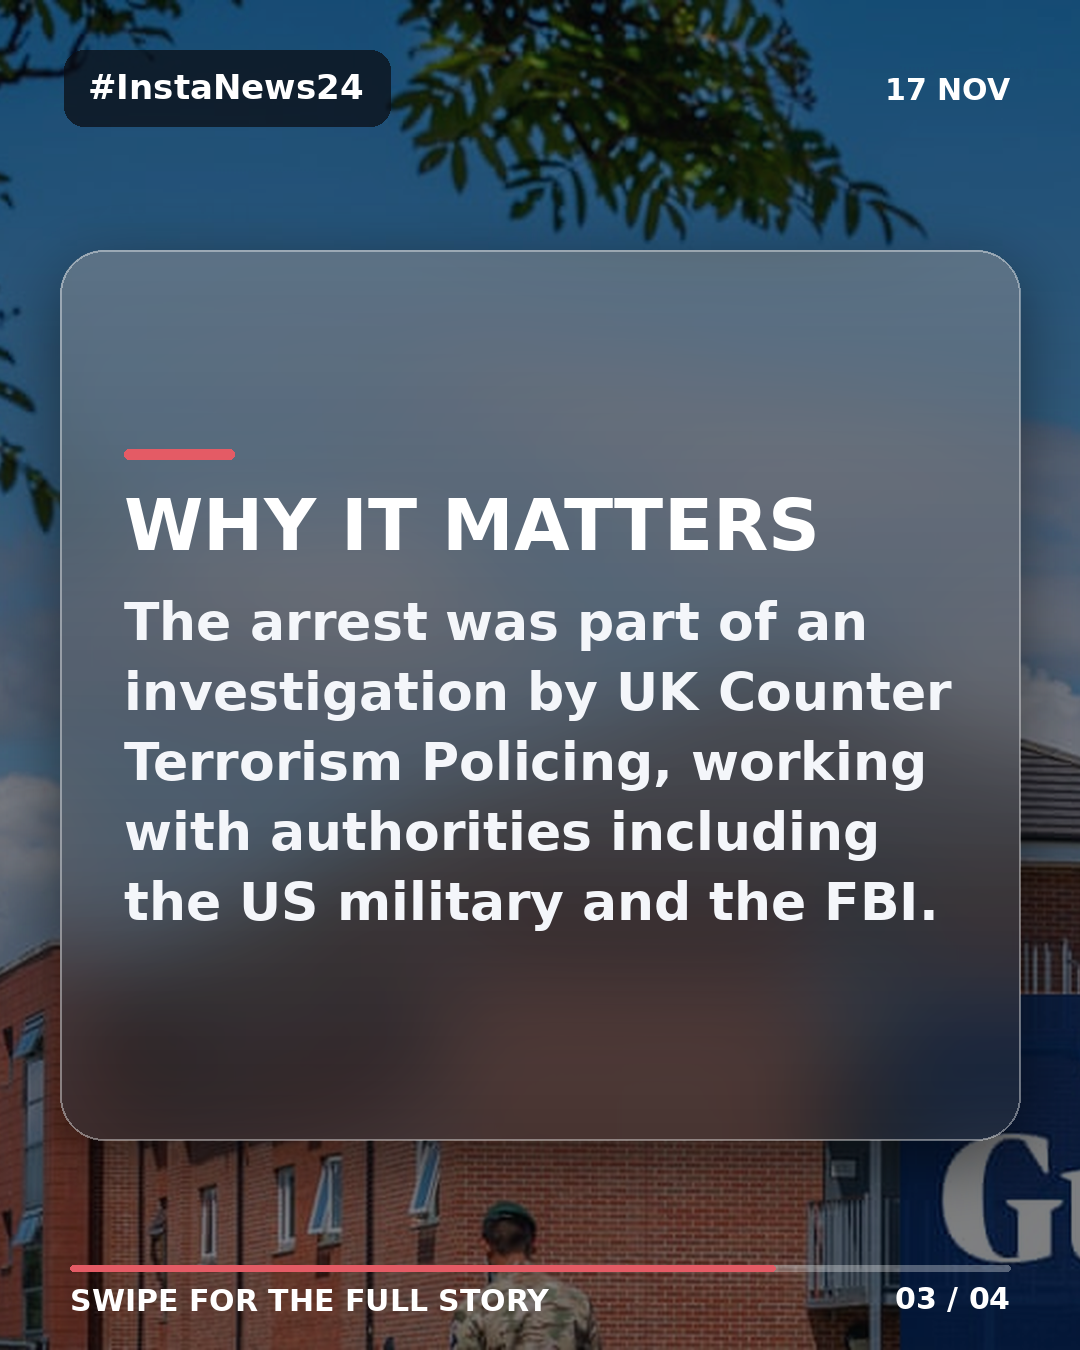 #InstaNews24
17 NOV
WHY IT MATTERS
The arrest was part of an
investigation by UK Counter
Terrorism Policing, working
with authorities including
the US military and the FBI.
SWIPE FOR THE FULL STORY
03 / 04